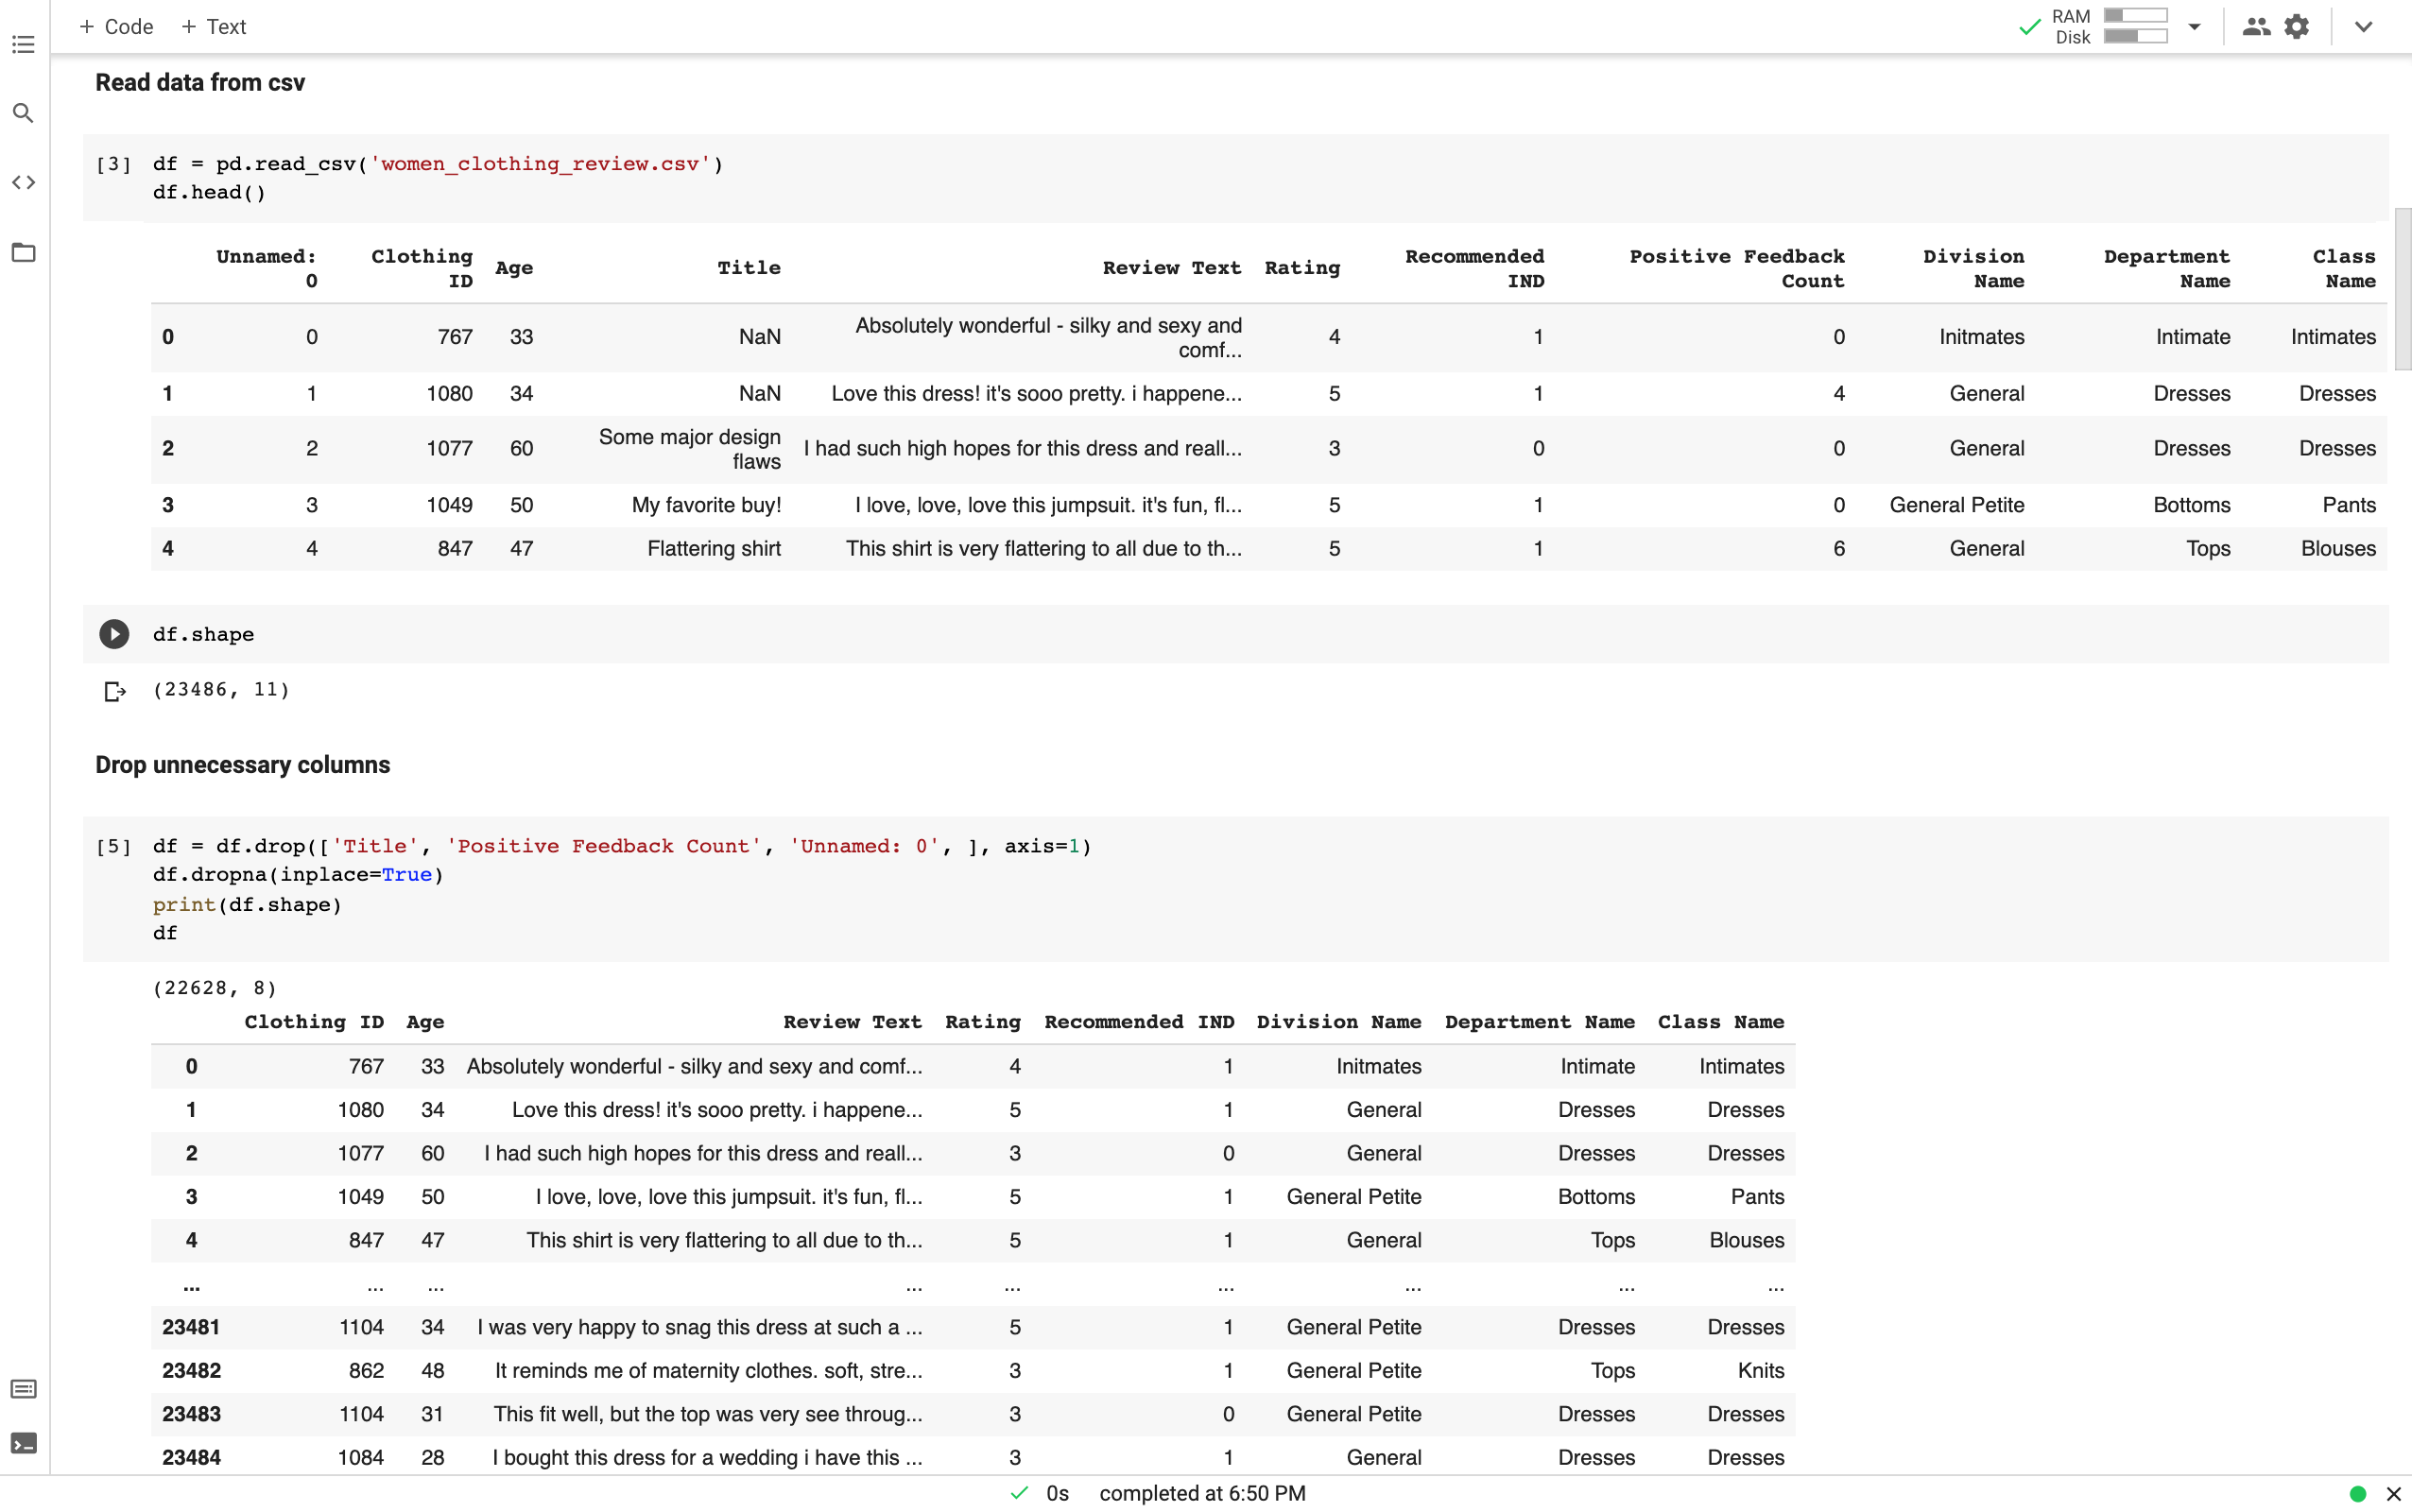 + Code + Text
RAM
Disk
Read data from csv
[3] df = pd.read_csv('women_clothing_review.csv')
df.head()
Unnamed: 0 Clothing ID Age Title Review Text Rating Recommended IND Positive Feedback Count Division Name Department Name Class Name
0 0 767 33 NaN Absolutely wonderful - silky and sexy and comf... 4 1 0 Initmates Intimate Intimates
1 1 1080 34 NaN Love this dress! it's sooo pretty. i happene... 5 1 4 General Dresses Dresses
2 2 1077 60 Some major design flaws I had such high hopes for this dress and reall... 3 0 0 General Dresses Dresses
3 3 1049 50 My favorite buy! I love, love, love this jumpsuit. it's fun, fl... 5 1 0 General Petite Bottoms Pants
4 4 847 47 Flattering shirt This shirt is very flattering to all due to th... 5 1 6 General Tops Blouses
df.shape
(23486, 11)
Drop unnecessary columns
[5] df = df.drop(['Title', 'Positive Feedback Count', 'Unnamed: 0', ], axis=1)
df.dropna(inplace=True)
print(df.shape)
df
(22628, 8)
Clothing ID Age Review Text Rating Recommended IND Division Name Department Name Class Name
0 767 33 Absolutely wonderful - silky and sexy and comf... 4 1 Initmates Intimate Intimates
1 1080 34 Love this dress! it's sooo pretty. i happene... 5 1 General Dresses Dresses
2 1077 60 I had such high hopes for this dress and reall... 3 0 General Dresses Dresses
3 1049 50 I love, love, love this jumpsuit. it's fun, fl... 5 1 General Petite Bottoms Pants
4 847 47 This shirt is very flattering to all due to th... 5 1 General Tops Blouses
... ... ... ... ... ... ... ... ...
23481 1104 34 I was very happy to snag this dress at such a ... 5 1 General Petite Dresses Dresses
23482 862 48 It reminds me of maternity clothes. soft, stre... 3 1 General Petite Tops Knits
23483 1104 31 This fit well, but the top was very see throug... 3 0 General Petite Dresses Dresses
23484 1084 28 I bought this dress for a wedding i have this ... 3 1 General Dresses Dresses
0s completed at 6:50 PM